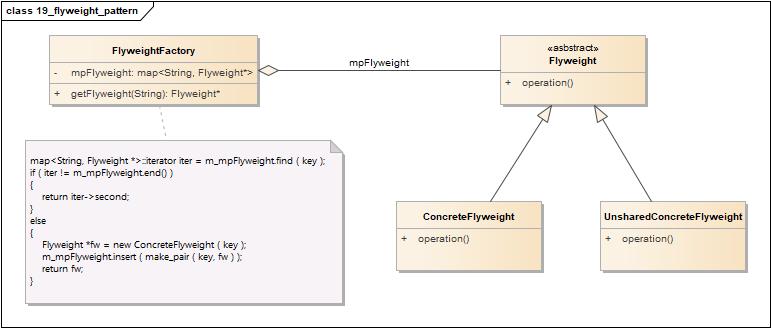 class 19_flyweight_pattern
FlyweightFactory
- mpFlyweight: map<String, Flyweight*>
+ getFlyweight(String): Flyweight*
mpFlyweight
«asbstract»
Flyweight
+ operation()
map<String, Flyweight *>::iterator iter = m_mpFlyweight.find ( key );
if ( iter != m_mpFlyweight.end() )
{
return iter->second;
}
else
{
Flyweight *fw = new ConcreteFlyweight ( key );
m_mpFlyweight.insert ( make_pair ( key, fw ) );
return fw;
}
ConcreteFlyweight
+ operation()
UnsharedConcreteFlyweight
+ operation()